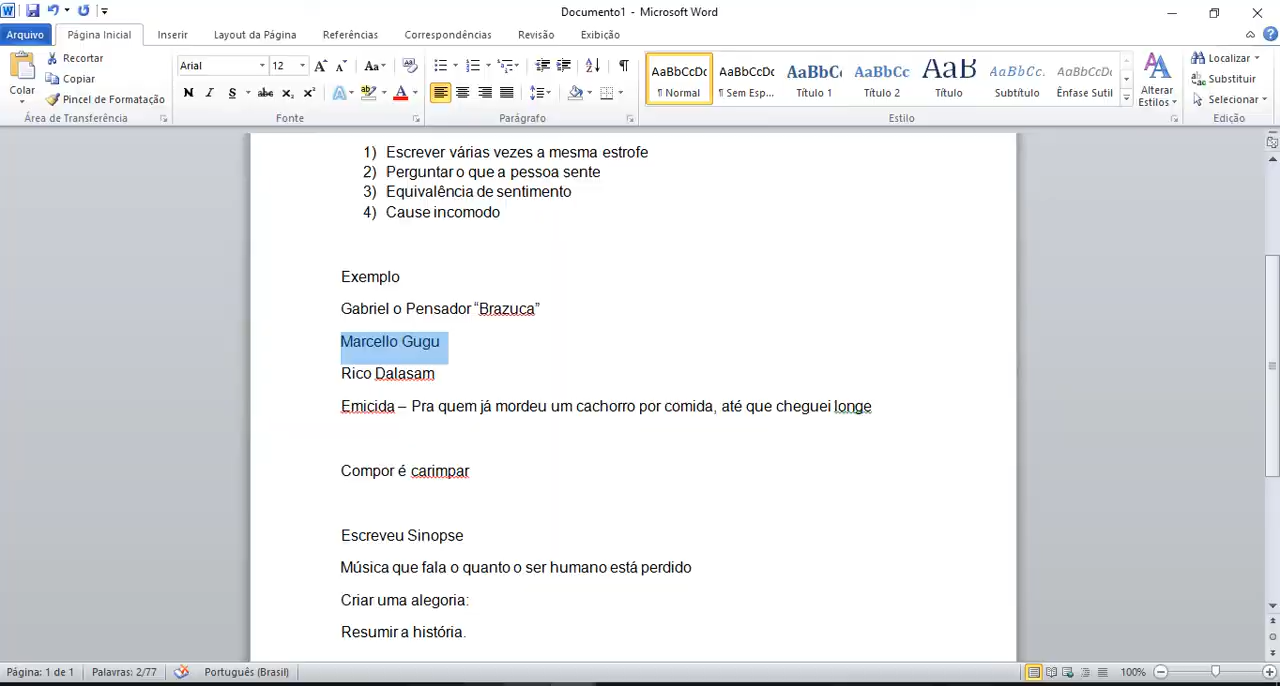 Documento1 - Microsoft Word
Arquivo Página Inicial Inserir Layout da Página Referências Correspondências Revisão Exibição
Colar
Recortar
Copiar
Pincel de Formatação
Área de Transferência
Arial 12
N I S abc
Fonte
Parágrafo
AaBbCcDc AaBbCcDc AaBbC AaBbCc AaB AaBbCc. AaBbCcDc
¶ Normal ¶ Sem Esp... Título 1 Título 2 Título Subtítulo Ênfase Sutil
Estilo
Alterar Estilos
Localizar
Substituir
Selecionar
Edição
1) Escrever várias vezes a mesma estrofe
2) Perguntar o que a pessoa sente
3) Equivalência de sentimento
4) Cause incomodo
Exemplo
Gabriel o Pensador “Brazuca”
Marcello Gugu
Rico Dalasam
Emicida – Pra quem já mordeu um cachorro por comida, até que cheguei longe
Compor é carimpar
Escreveu Sinopse
Música que fala o quanto o ser humano está perdido
Criar uma alegoria:
Resumir a história.
Página: 1 de 1 Palavras: 2/77 Português (Brasil) 100%